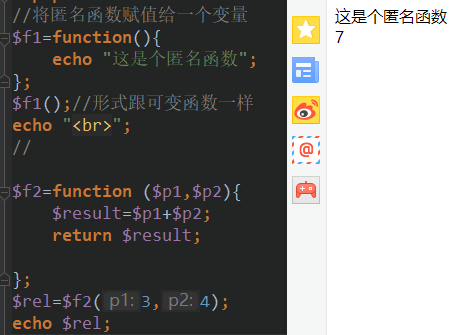 //将匿名函数赋值给一个变量
$f1=function(){
echo "这是个匿名函数";
};
$f1();//形式跟可变函数一样
echo "<br>";
//
$f2=function ($p1,$p2){
$result=$p1+$p2;
return $result;
};
$rel=$f2( p1: 3, p2: 4);
echo $rel;
这是个匿名函数
7
@